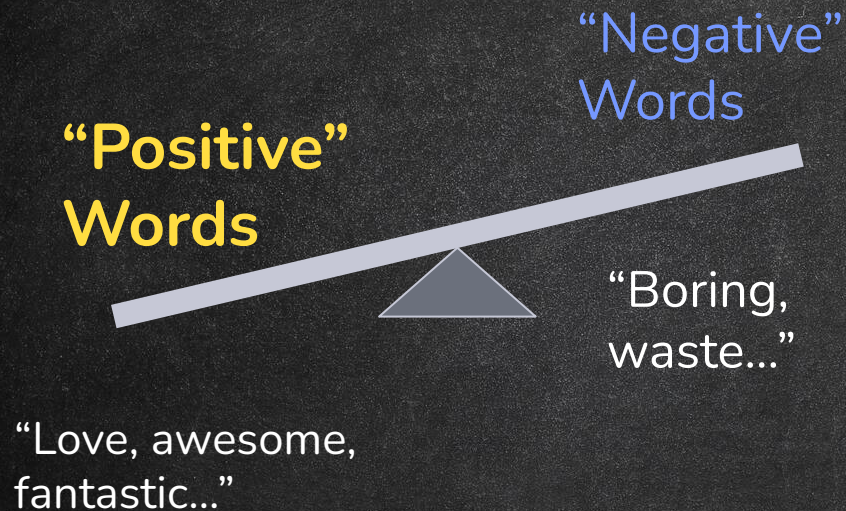 “Negative”
Words
“Positive”
Words
“Boring,
waste...”
“Love, awesome,
fantastic...”